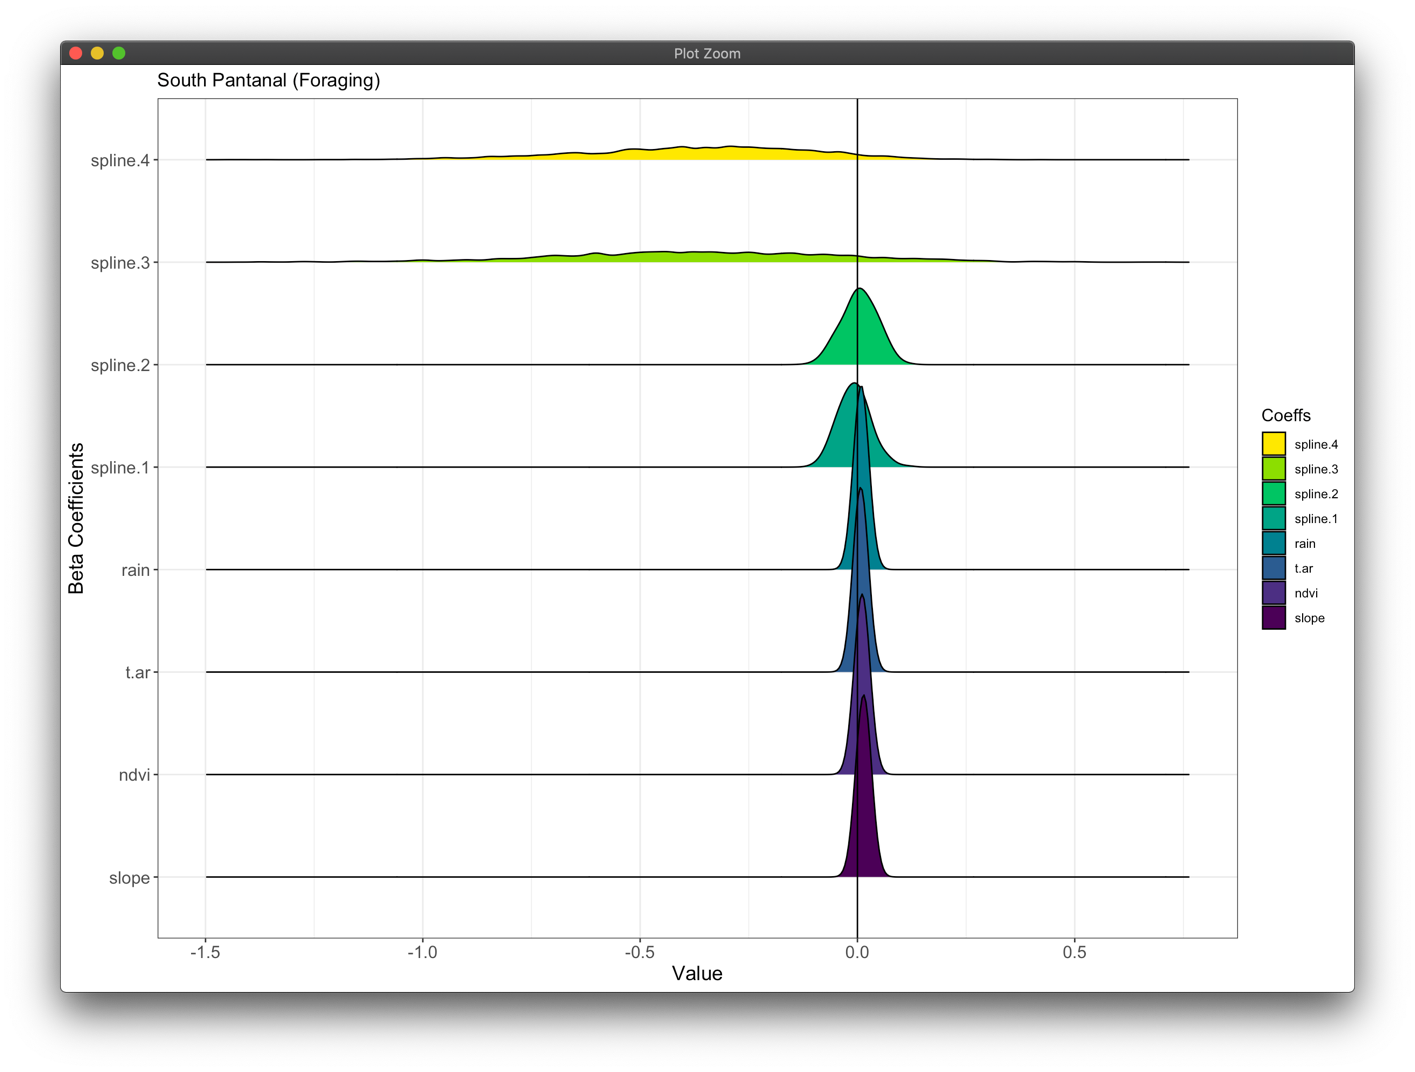 Plot Zoom
South Pantanal (Foraging)
Beta Coefficients
spline.4
spline.3
spline.2
spline.1
rain
t.ar
ndvi
slope
-1.5 -1.0 -0.5 0.0 0.5
Value
Coeffs
spline.4
spline.3
spline.2
spline.1
rain
t.ar
ndvi
slope